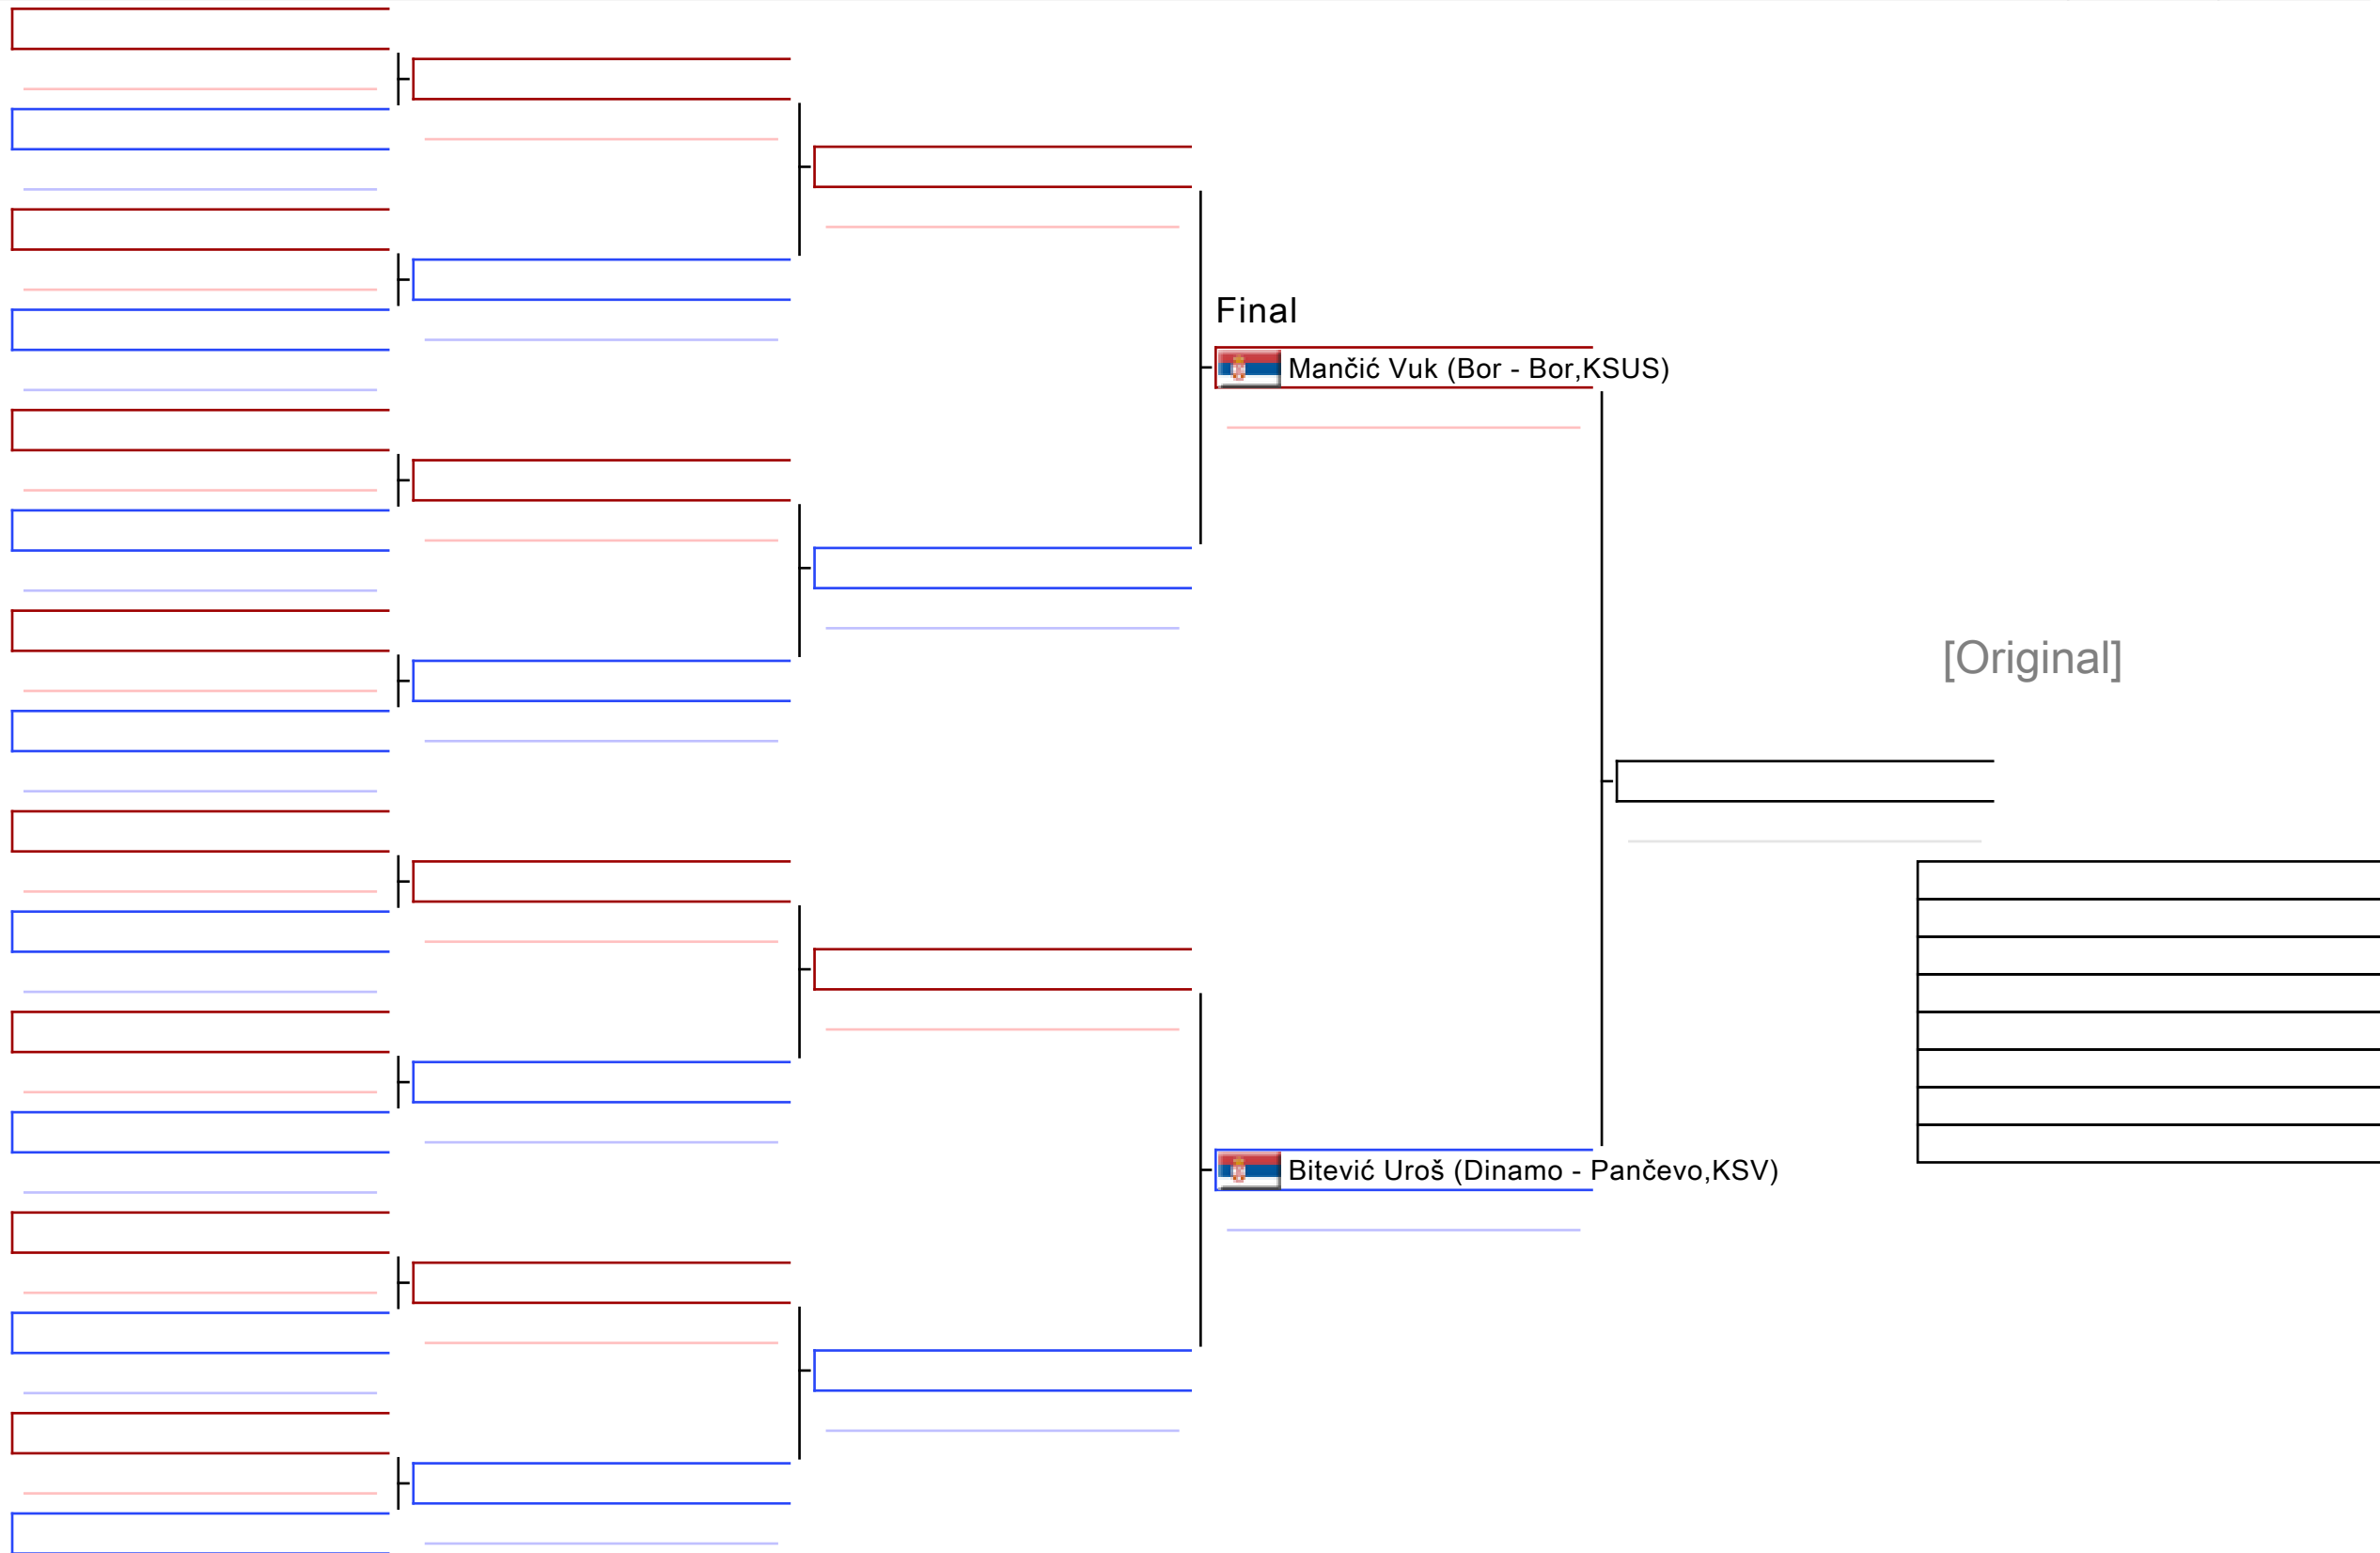 Final
Mančić Vuk (Bor - Bor,KSUS)
[Original]
Bitević Uroš (Dinamo - Pančevo,KSV)